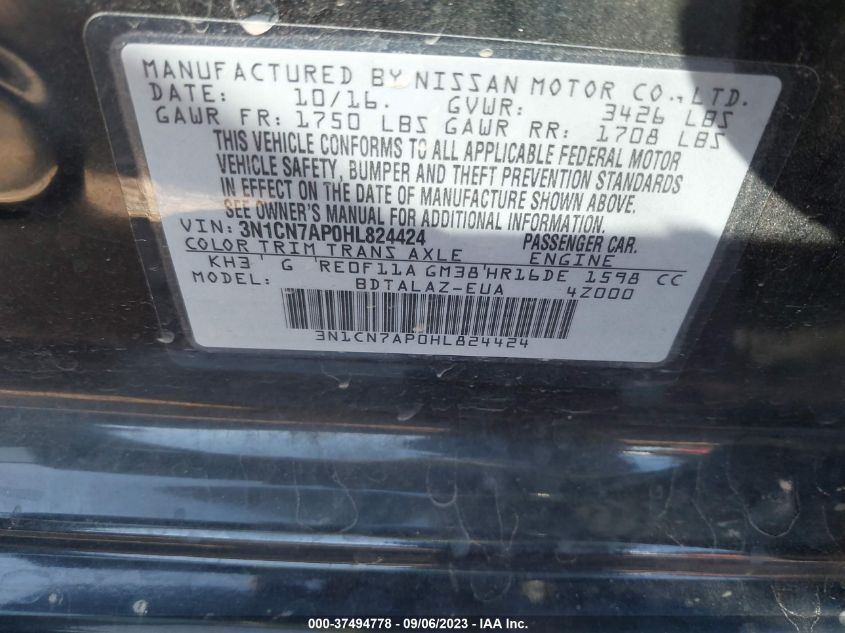 MANUFACTURED BY NISSAN MOTOR CO., LTD.
DATE: 10/16. GVWR: 3426 LBS
GAWR FR: 1750 LBS GAWR RR: 1708 LBS
THIS VEHICLE CONFORMS TO ALL APPLICABLE FEDERAL MOTOR
VEHICLE SAFETY, BUMPER AND THEFT PREVENTION STANDARDS
IN EFFECT ON THE DATE OF MANUFACTURE SHOWN ABOVE.
SEE OWNER'S MANUAL FOR ADDITIONAL INFORMATION.
VIN: 3N1CN7AP0HL824424 PASSENGER CAR.
COLOR TRIM TRANS AXLE ENGINE
KH3 G RE0F11A GM38 HR16DE 1598 CC
MODEL: BDTALAZ-EUA 4Z000
3N1CN7AP0HL824424
000-37494778 - 09/06/2023 - IAA Inc.